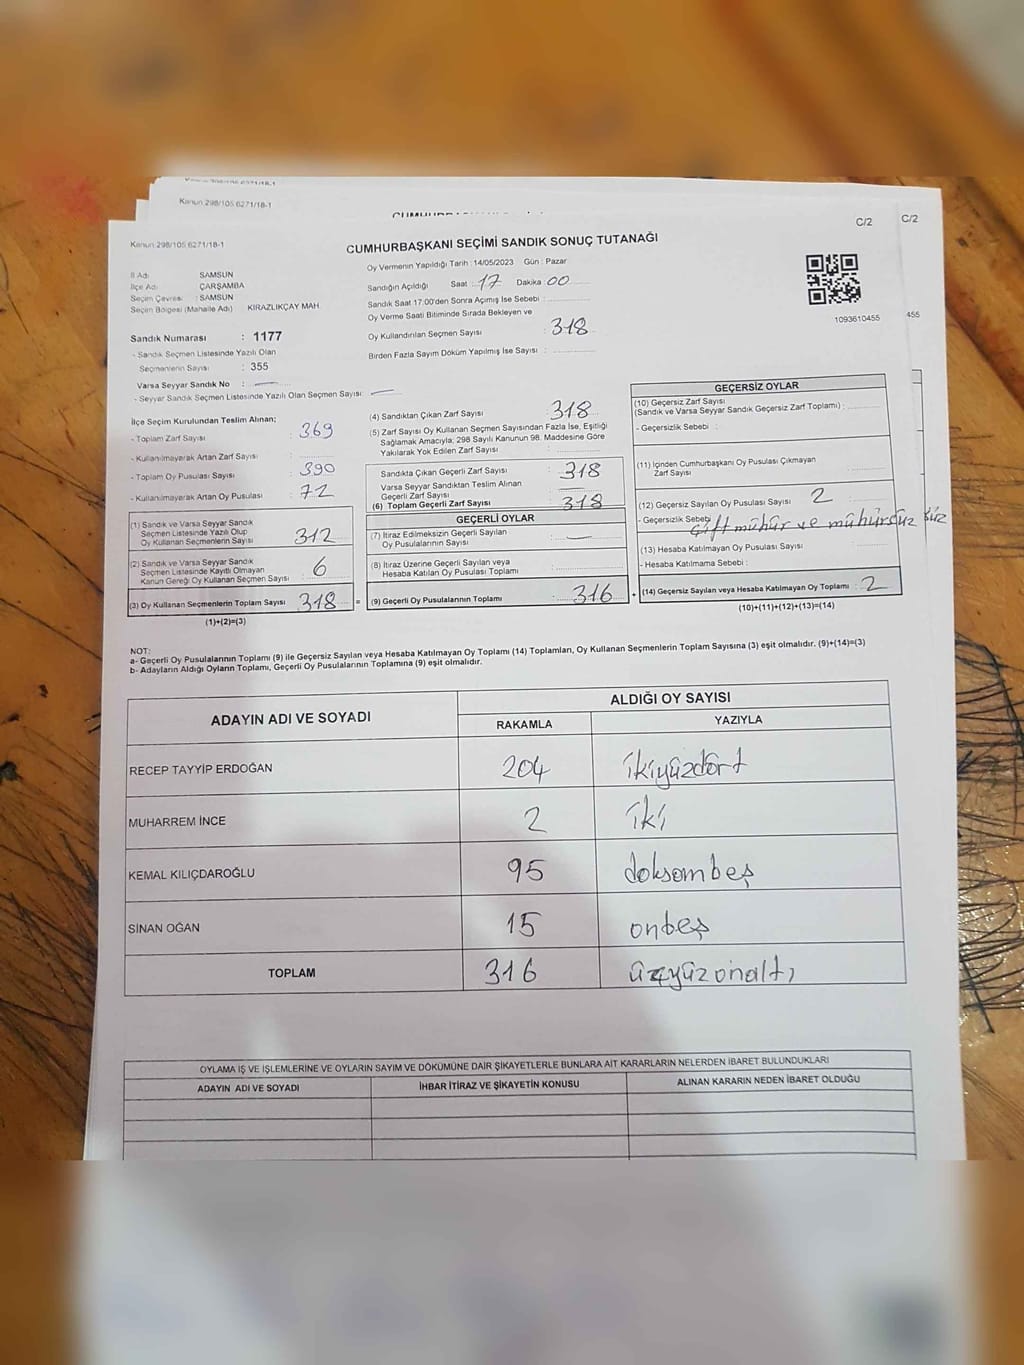 Kanun 298/105 6271/18-1
C/2
C/2
Kanun 298/105 6271/18-1
CUMHURBAŞKANI SEÇİMİ SANDIK SONUÇ TUTANAĞI
İl Adı : SAMSUN
İlçe Adı : ÇARŞAMBA
Seçim Çevresi : SAMSUN
Seçim Bölgesi (Mahalle Adı) KIRAZLIKÇAY MAH.
Sandık Numarası : 1177
- Sandık Seçmen Listesinde Yazılı Olan
Seçmenlerin Sayısı : 355
Varsa Seyyar Sandık No :
- Seyyar Sandık Seçmen Listesinde Yazılı Olan Seçmen Sayısı:
Oy Vermenin Yapıldığı Tarih : 14/05/2023 Gün : Pazar
Sandığın Açıldığı Saat : 17 Dakika : 00
Sandık Saat 17.00'den Sonra Açımış İse Sebebi :
Oy Verme Saati Bitiminde Sırada Bekleyen ve
Oy Kullandırılan Seçmen Sayısı : 318
Birden Fazla Sayım Döküm Yapılmış İse Sayısı :
1093610455
455
İlçe Seçim Kurulundan Teslim Alınan;
- Toplam Zarf Sayısı : 369
- Kullanılmayarak Artan Zarf Sayısı :
- Toplam Oy Pusulası Sayısı : 390
- Kullanılmayarak Artan Oy Pusulası : 72
(1) Sandık ve Varsa Seyyar Sandık
Seçmen Listesinde Yazılı Olup
Oy Kullanan Seçmenlerin Sayısı 312
(2) Sandık ve Varsa Seyyar Sandık
Seçmen Listesinde Kayıtlı Olmayan
Kanun Gereği Oy Kullanan Seçmen Sayısı 6
(3) Oy Kullanan Seçmenlerin Toplam Sayısı 318 =
(1)+(2)=(3)
(4) Sandıktan Çıkan Zarf Sayısı : 318
(5) Zarf Sayısı Oy Kullanan Seçmen Sayısından Fazla İse, Eşitliği
Sağlamak Amacıyla; 298 Sayılı Kanunun 98. Maddesine Göre
Yakılarak Yok Edilen Zarf Sayısı :
Sandıkta Çıkan Geçerli Zarf Sayısı : 318
Varsa Seyyar Sandıktan Teslim Alınan
Geçerli Zarf Sayısı :
(6) Toplam Geçerli Zarf Sayısı : 318
GEÇERLİ OYLAR
(7) İtiraz Edilmeksizin Geçerli Sayılan
Oy Pusulalarının Sayısı :
(8) İtiraz Üzerine Geçerli Sayılan veya
Hesaba Katılan Oy Pusulası Toplamı :
(9) Geçerli Oy Pusulalarının Toplamı : 316 +
GEÇERSİZ OYLAR
(10) Geçersiz Zarf Sayısı
(Sandık ve Varsa Seyyar Sandık Geçersiz Zarf Toplamı) :
- Geçersizlik Sebebi :
(11) İçinden Cumhurbaşkanı Oy Pusulası Çıkmayan
Zarf Sayısı :
(12) Geçersiz Sayılan Oy Pusulası Sayısı : 2
- Geçersizlik Sebebi : Çift mühür ve mühürsüz
(13) Hesaba Katılmayan Oy Pusulası Sayısı :
- Hesaba Katılmama Sebebi :
(14) Geçersiz Sayılan veya Hesaba Katılmayan Oy Toplamı : 2
(10)+(11)+(12)+(13)=(14)
NOT:
a- Geçerli Oy Pusulalarının Toplamı (9) ile Geçersiz Sayılan veya Hesaba Katılmayan Oy Toplamı (14) Toplamları, Oy Kullanan Seçmenlerin Toplam Sayısına (3) eşit olmalıdır. (9)+(14)=(3)
b- Adayların Aldığı Oyların Toplamı, Geçerli Oy Pusulalarının Toplamına (9) eşit olmalıdır.
ADAYIN ADI VE SOYADI ALDIĞI OY SAYISI
RAKAMLA YAZIYLA
RECEP TAYYİP ERDOĞAN 204 ikiyüzdört
MUHARREM İNCE 2 iki
KEMAL KILIÇDAROĞLU 95 doksambeş
SİNAN OĞAN 15 onbeş
TOPLAM 316 üçyüzonaltı
OYLAMA İŞ VE İŞLEMLERİNE VE OYLARIN SAYIM VE DÖKÜMÜNE DAİR ŞİKAYETLERLE BUNLARA AİT KARARLARIN NELERDEN İBARET BULUNDUKLARI
ADAYIN ADI VE SOYADI İHBAR İTİRAZ VE ŞİKAYETİN KONUSU ALINAN KARARIN NEDEN İBARET OLDUĞU